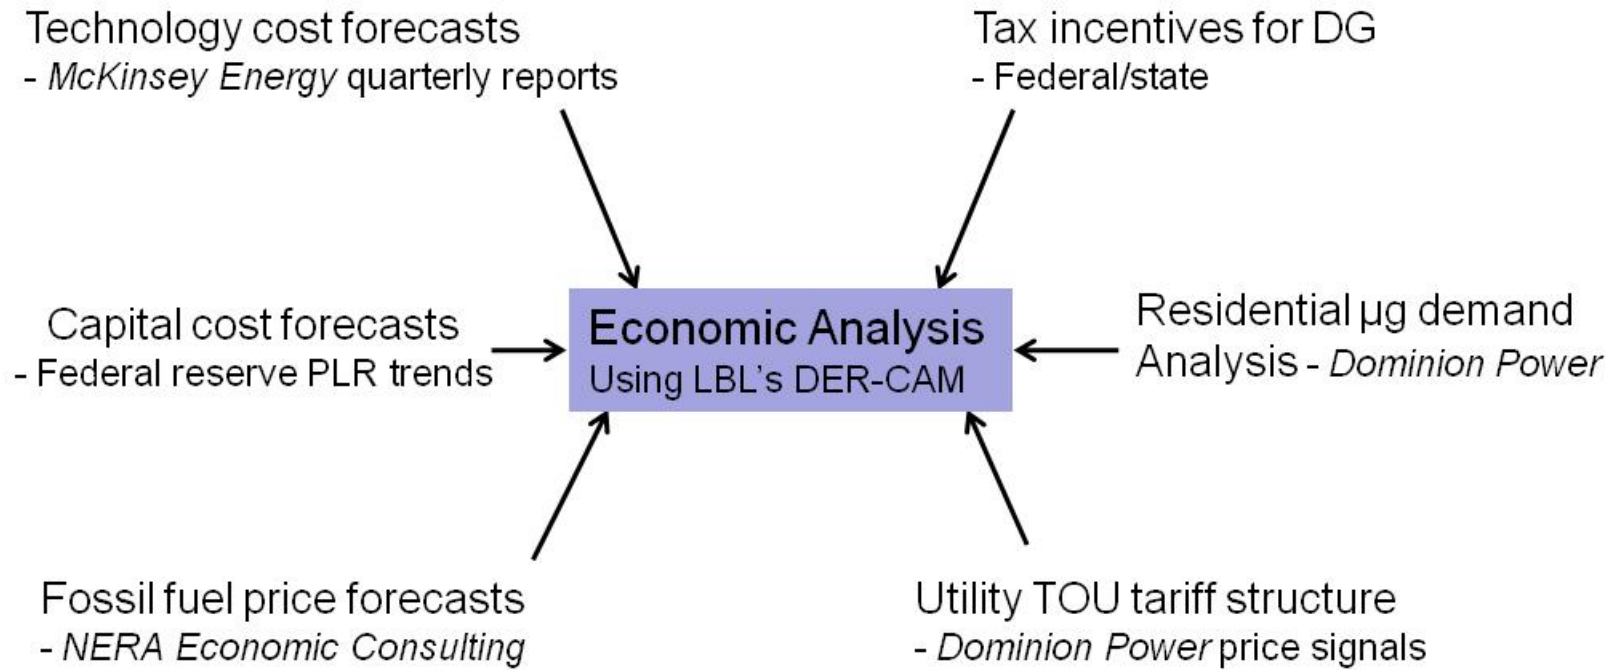 Technology cost forecasts
- McKinsey Energy quarterly reports
Tax incentives for DG
- Federal/state
Capital cost forecasts
- Federal reserve PLR trends
Economic Analysis
Using LBL's DER-CAM
Residential µg demand
Analysis - Dominion Power
Fossil fuel price forecasts
- NERA Economic Consulting
Utility TOU tariff structure
- Dominion Power price signals